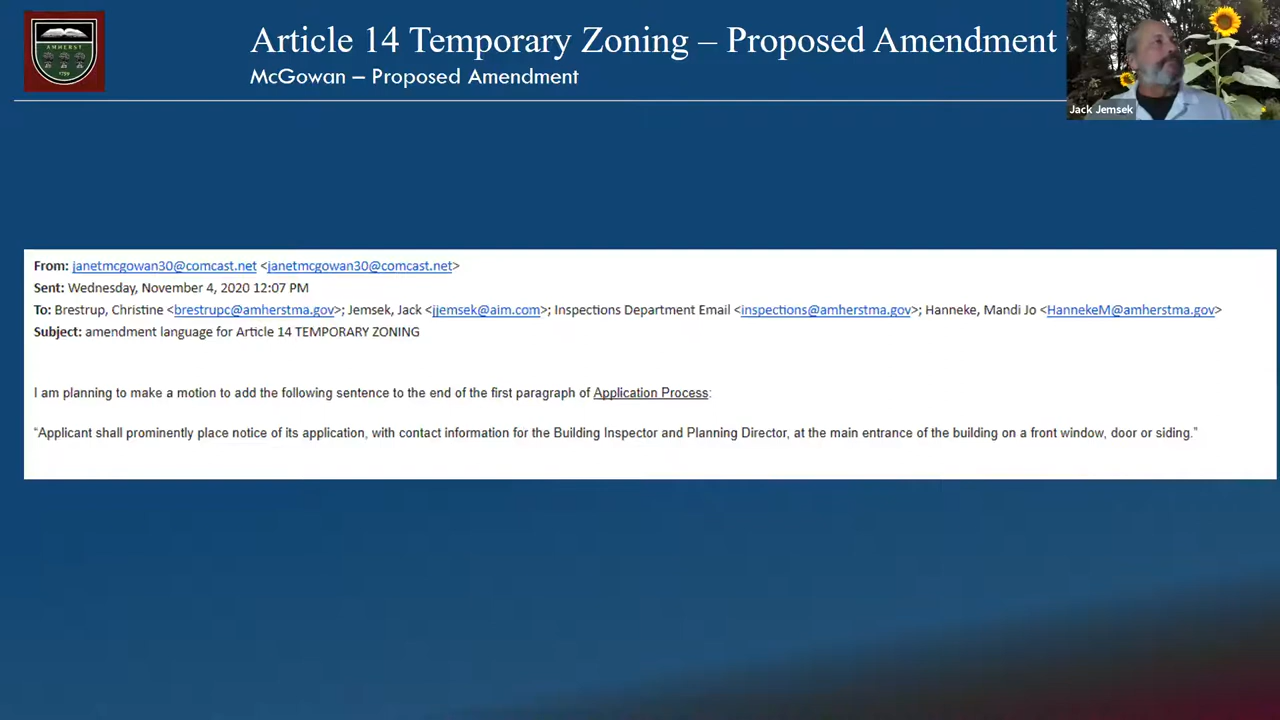 Article 14 Temporary Zoning – Proposed Amendment
McGowan – Proposed Amendment
AMHERST
1759
Jack Jemsek
From: janetmcgowan30@comcast.net <janetmcgowan30@comcast.net>
Sent: Wednesday, November 4, 2020 12:07 PM
To: Brestrup, Christine <brestrupc@amherstma.gov>; Jemsek, Jack <jjemsek@aim.com>; Inspections Department Email <inspections@amherstma.gov>; Hanneke, Mandi Jo <HannekeM@amherstma.gov>
Subject: amendment language for Article 14 TEMPORARY ZONING
I am planning to make a motion to add the following sentence to the end of the first paragraph of Application Process:
“Applicant shall prominently place notice of its application, with contact information for the Building Inspector and Planning Director, at the main entrance of the building on a front window, door or siding.”